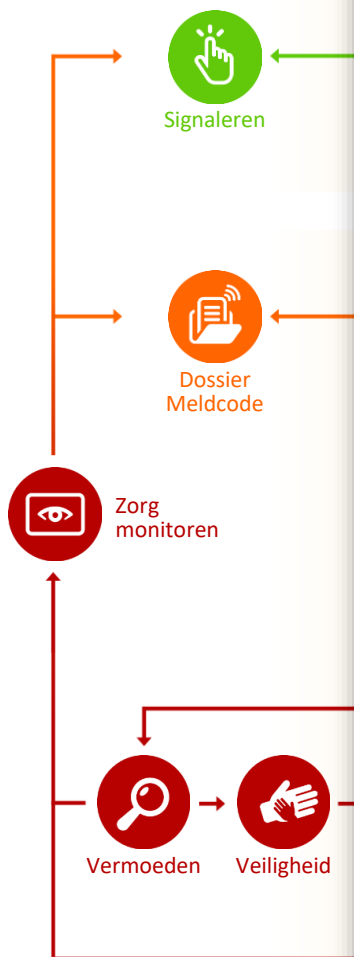 Signaleren
Dossier
Meldcode
Zorg
monitoren
Vermoeden
Veiligheid